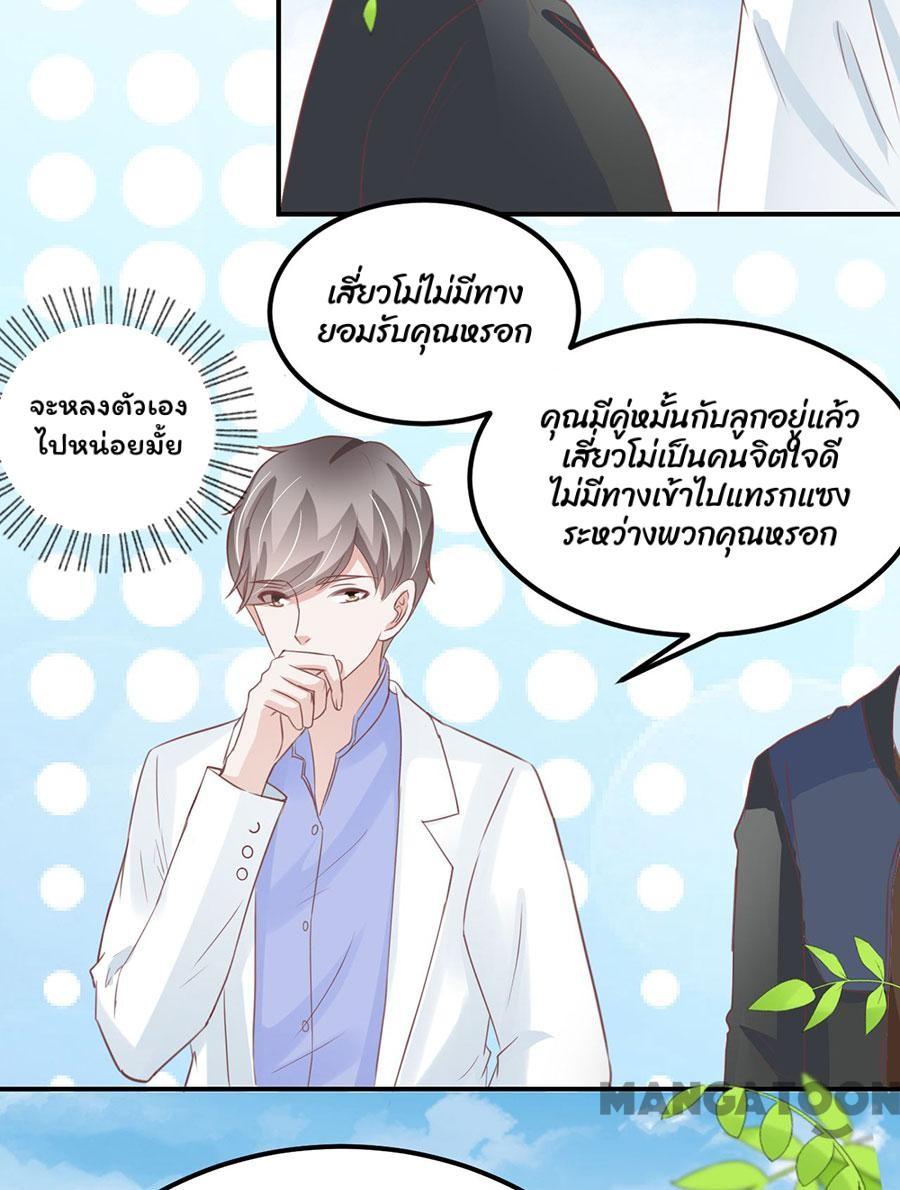 เสี่ยวโม่ไม่มีทาง
ยอมรับคุณหรอก
จะหลงตัวเอง
ไปหน่อยมั้ย
คุณมีคู่หมั้นกับลูกอยู่แล้ว
เสี่ยวโม่เป็นคนจิตใจดี
ไม่มีทางเข้าไปแทรกแซง
ระหว่างพวกคุณหรอก
MANGATOON